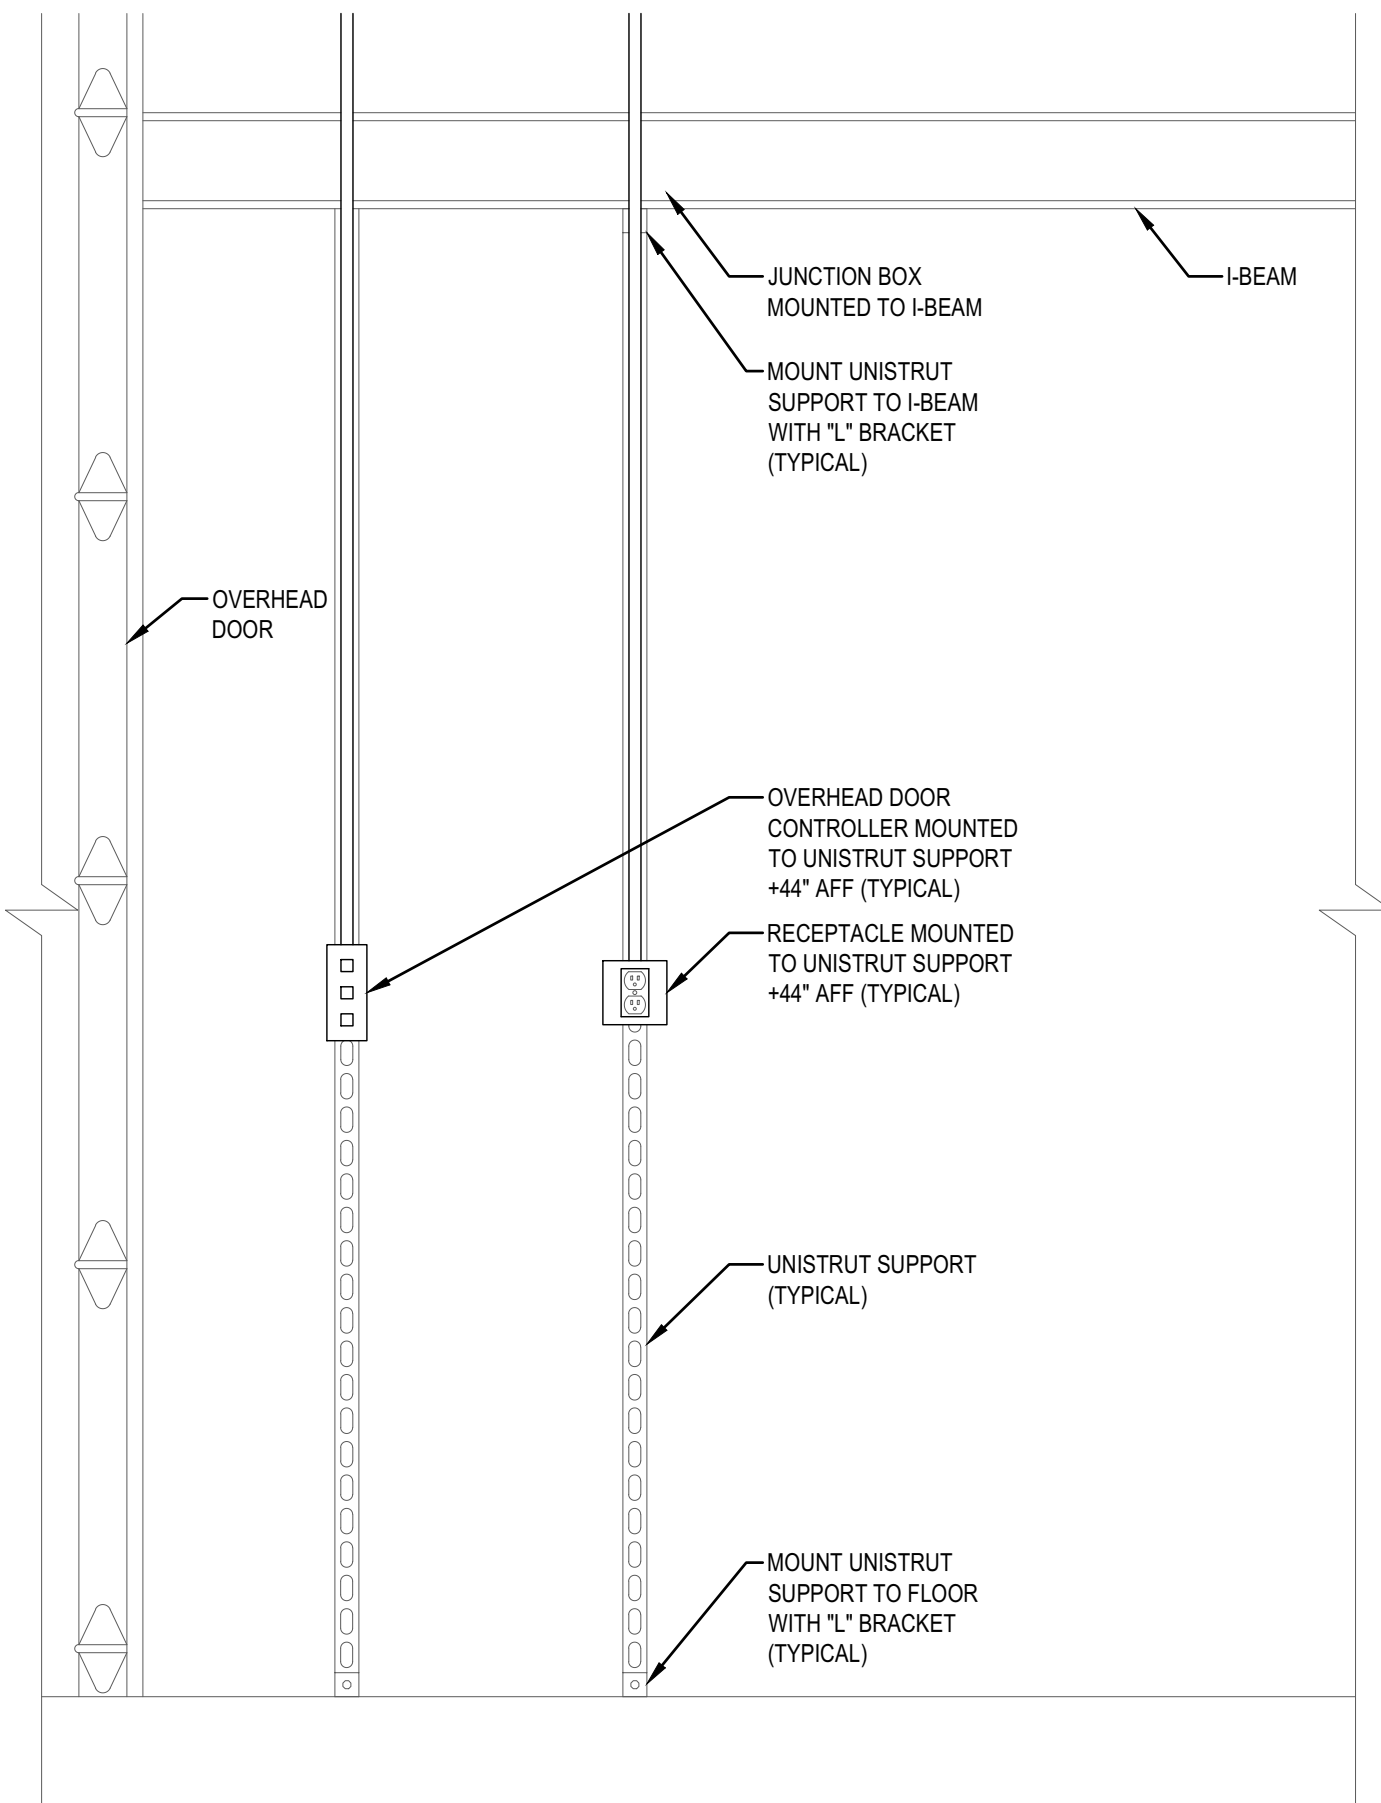 JUNCTION BOX
MOUNTED TO I-BEAM
I-BEAM
MOUNT UNISTRUT
SUPPORT TO I-BEAM
WITH "L" BRACKET
(TYPICAL)
OVERHEAD
DOOR
OVERHEAD DOOR
CONTROLLER MOUNTED
TO UNISTRUT SUPPORT
+44" AFF (TYPICAL)
RECEPTACLE MOUNTED
TO UNISTRUT SUPPORT
+44" AFF (TYPICAL)
UNISTRUT SUPPORT
(TYPICAL)
MOUNT UNISTRUT
SUPPORT TO FLOOR
WITH "L" BRACKET
(TYPICAL)